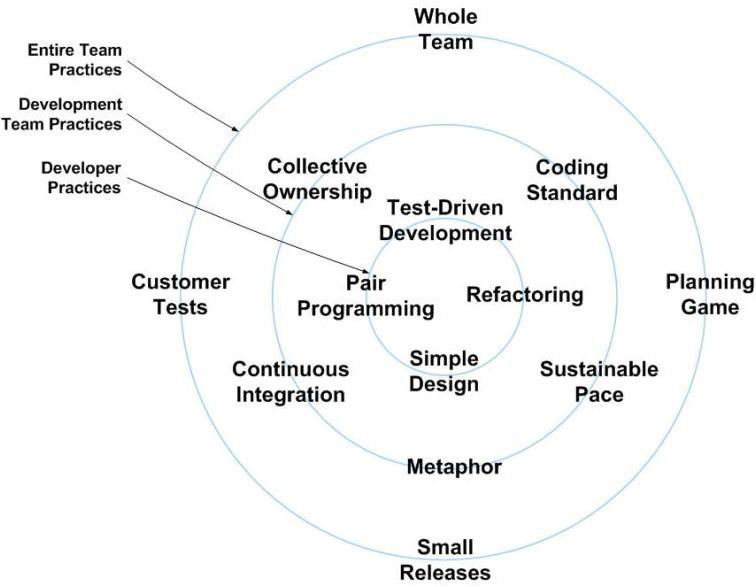 Whole
Team
Entire Team
Practices
Development
Team Practices
Developer
Practices
Collective
Ownership
Coding
Standard
Test-Driven
Development
Customer
Tests
Pair
Programming
Refactoring
Planning
Game
Continuous
Integration
Simple
Design
Sustainable
Pace
Metaphor
Small
Releases